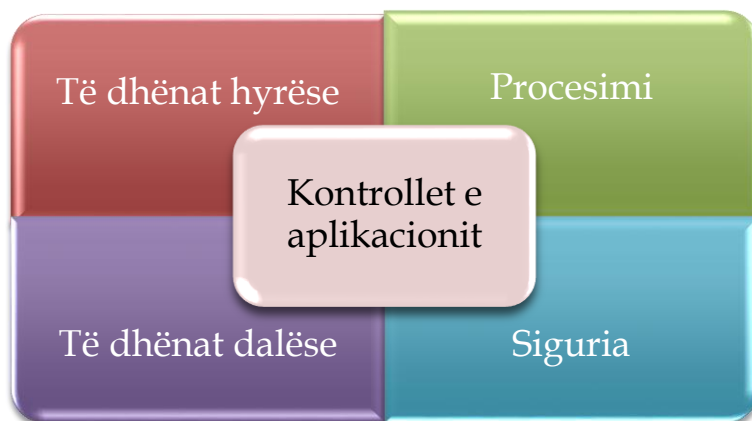 Të dhënat hyrëse
Procesimi
Kontrollet e
aplikacionit
Të dhënat dalëse
Siguria